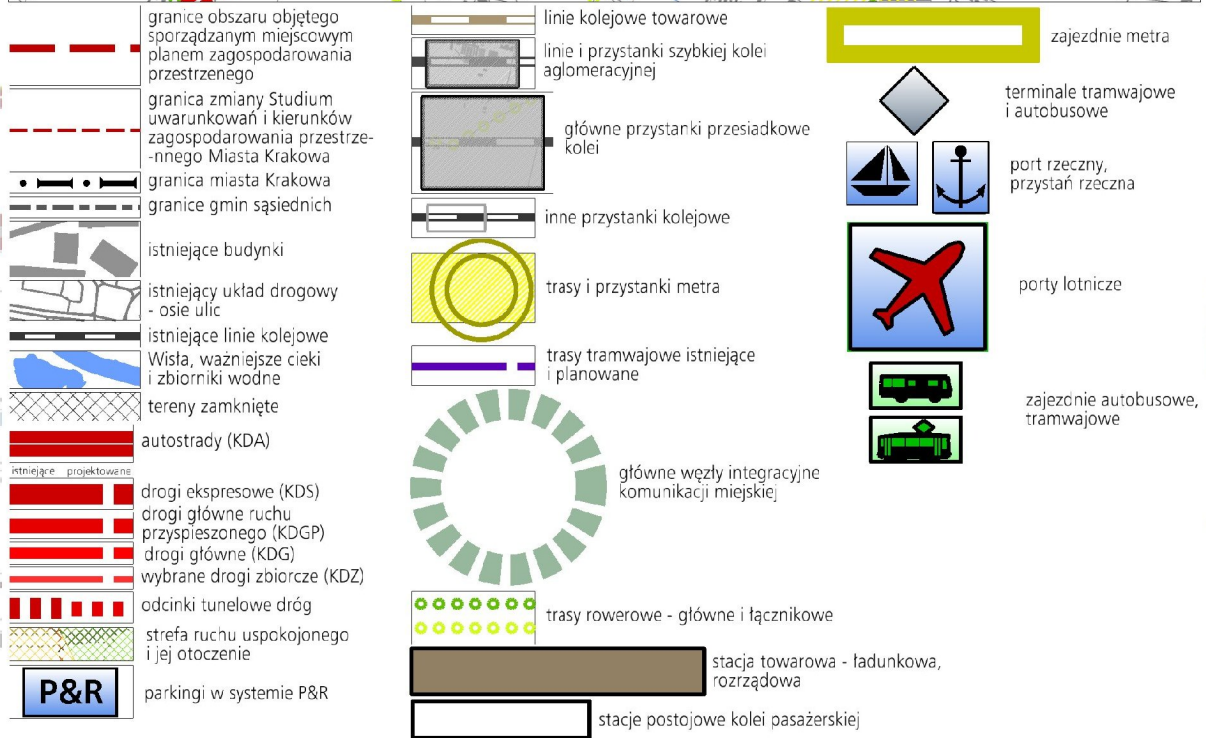 granice obszaru objętego
sporządzanym miejscowym
planem zagospodarowania
przestrzenego
granica zmiany Studium
uwarunkowań i kierunków
zagospodarowania przestrze-
-nnego Miasta Krakowa
granica miasta Krakowa
granice gmin sąsiednich
istniejące budynki
istniejący układ drogowy
- osie ulic
istniejące linie kolejowe
Wisła, ważniejsze cieki
i zbiorniki wodne
tereny zamknięte
autostrady (KDA)
istniejące projektowane
drogi ekspresowe (KDS)
drogi główne ruchu
przyspieszonego (KDGP)
drogi główne (KDG)
wybrane drogi zbiorcze (KDZ)
odcinki tunelowe dróg
strefa ruchu uspokojonego
i jej otoczenie
P&R
parkingi w systemie P&R
linie kolejowe towarowe
linie i przystanki szybkiej kolei
aglomeracyjnej
główne przystanki przesiadkowe
kolei
inne przystanki kolejowe
trasy i przystanki metra
trasy tramwajowe istniejące
i planowane
główne węzły integracyjne
komunikacji miejskiej
trasy rowerowe - główne i łącznikowe
stacja towarowa - ładunkowa,
rozrządowa
stacje postojowe kolei pasażerskiej
zajezdnie metra
terminale tramwajowe
i autobusowe
port rzeczny,
przystań rzeczna
porty lotnicze
zajezdnie autobusowe,
tramwajowe